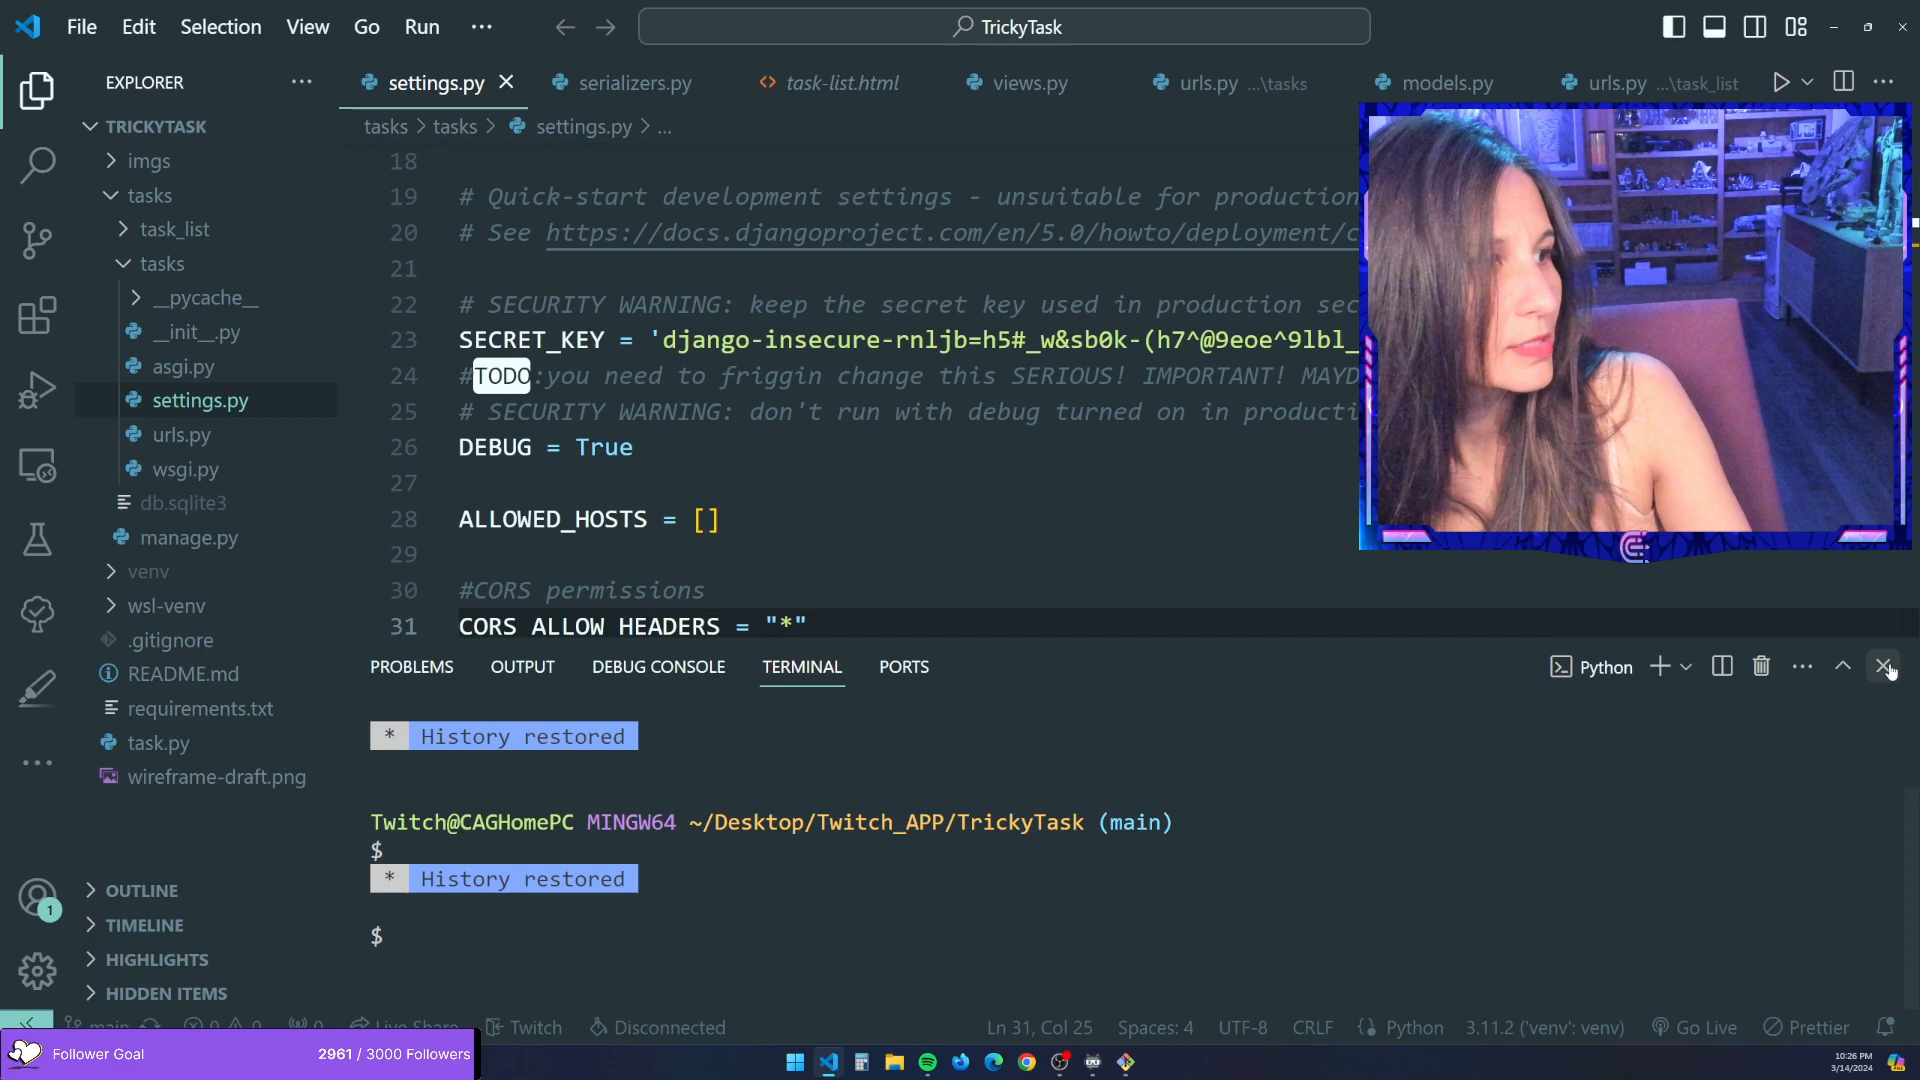 File Edit Selection View Go Run ...
TrickyTask
EXPLORER
settings.py
serializers.py
task-list.html
views.py
urls.py ...\tasks
models.py
urls.py ...\task_list
TRICKYTASK
imgs
tasks
task_list
tasks
__pycache__
__init__.py
asgi.py
settings.py
urls.py
wsgi.py
db.sqlite3
manage.py
venv
wsl-venv
.gitignore
README.md
requirements.txt
task.py
wireframe-draft.png
OUTLINE
TIMELINE
HIGHLIGHTS
HIDDEN ITEMS
tasks > tasks > settings.py > ...
18
19 # Quick-start development settings - unsuitable for production
20 # See https://docs.djangoproject.com/en/5.0/howto/deployment/c
21
22 # SECURITY WARNING: keep the secret key used in production sec
23 SECRET_KEY = 'django-insecure-rnljb=h5#_w&sb0k-(h7^@9eoe^9lbl_
24 #TODO:you need to friggin change this SERIOUS! IMPORTANT! MAYD
25 # SECURITY WARNING: don't run with debug turned on in producti
26 DEBUG = True
27
28 ALLOWED_HOSTS = []
29
30 #CORS permissions
31 CORS_ALLOW_HEADERS = "*"
PROBLEMS OUTPUT DEBUG CONSOLE TERMINAL PORTS
Python
* History restored
Twitch@CAGHomePC MINGW64 ~/Desktop/Twitch_APP/TrickyTask (main)
$
* History restored
$
1
main 0 0 0 Live Share Twitch Disconnected
Ln 31, Col 25 Spaces: 4 UTF-8 CRLF Python 3.11.2 ('venv': venv) Go Live Prettier
Follower Goal 2961 / 3000 Followers
10:26 PM
3/14/2024